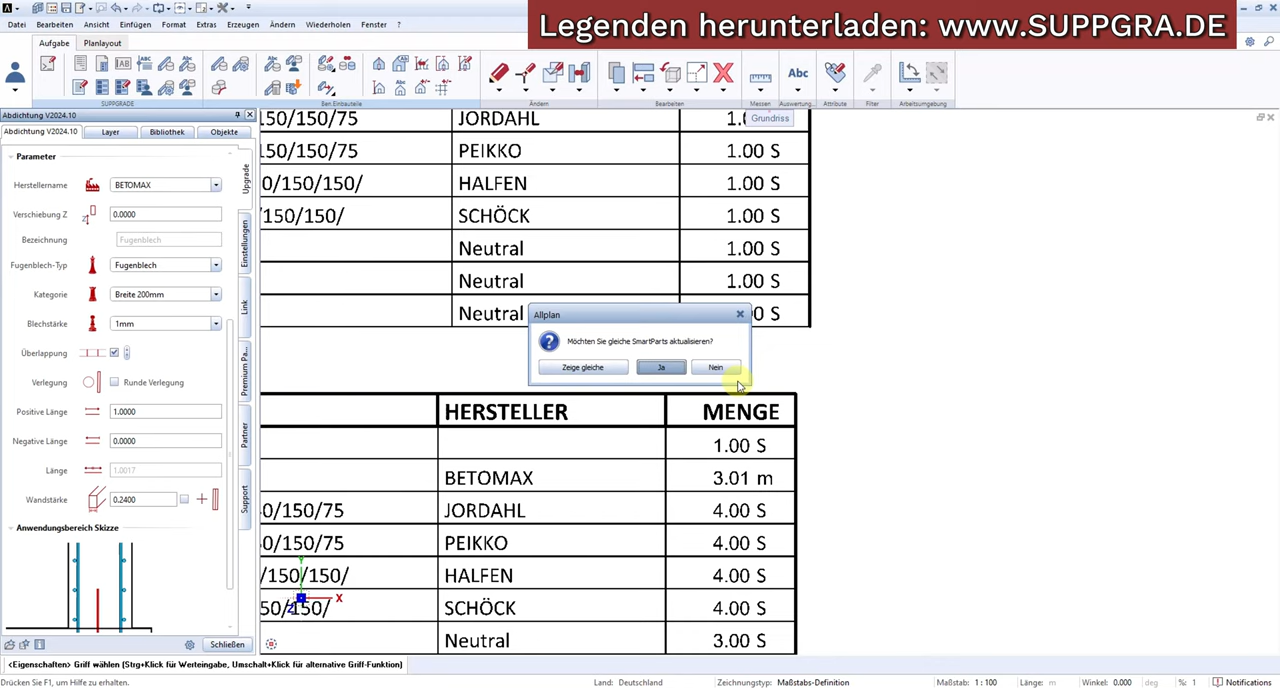 Legenden herunterladen: www.SUPPGRA.DE
Datei Bearbeiten Ansicht Einfügen Format Extras Erzeugen Ändern Wiederholen Fenster ?
Aufgabe Planlayout
Abc
SUPPGRADE Ben.Einbauteile Ändern Bearbeiten Messen Auswertung... Attribute Filter Arbeitsumgebung
Abdichtung V2024.10
Abdichtung V2024.10 Layer Bibliothek Objekte
Grundriss
Parameter
Herstellername BETOMAX
Verschiebung Z 0.0000
Bezeichnung Fugenblech
Fugenblech-Typ Fugenblech
Kategorie Breite 200mm
Blechstärke 1mm
Überlappung
Verlegung Runde Verlegung
Positive Länge 1.0000
Negative Länge 0.0000
Länge 1.0017
Wandstärke 0.2400
Anwendungsbereich Skizze
Upgrade
Einstellungen
Link
Premium Pa...
Partner
Support
Schließen
150/150/75 JORDAHL 1.
150/150/75 PEIKKO 1.00 S
0/150/150/ HALFEN 1.00 S
/150/150/ SCHÖCK 1.00 S
Neutral 1.00 S
Neutral 1.00 S
Neutral 0 S
Allplan
Möchten Sie gleiche SmartParts aktualisieren?
Zeige gleiche Ja Nein
HERSTELLER MENGE
1.00 S
BETOMAX 3.01 m
0/150/75 JORDAHL 4.00 S
0/150/75 PEIKKO 4.00 S
/150/150/ HALFEN 4.00 S
50/150/ SCHÖCK 4.00 S
Neutral 3.00 S
X
<Eigenschaften> Griff wählen (Strg+Klick für Werteingabe, Umschalt+Klick für alternative Griff-Funktion)
Drücken Sie F1, um Hilfe zu erhalten. Land: Deutschland Zeichnungstyp: Maßstabs-Definition Maßstab: 1 : 100 Länge: m Winkel: 0.000 deg %: 1 Notifications